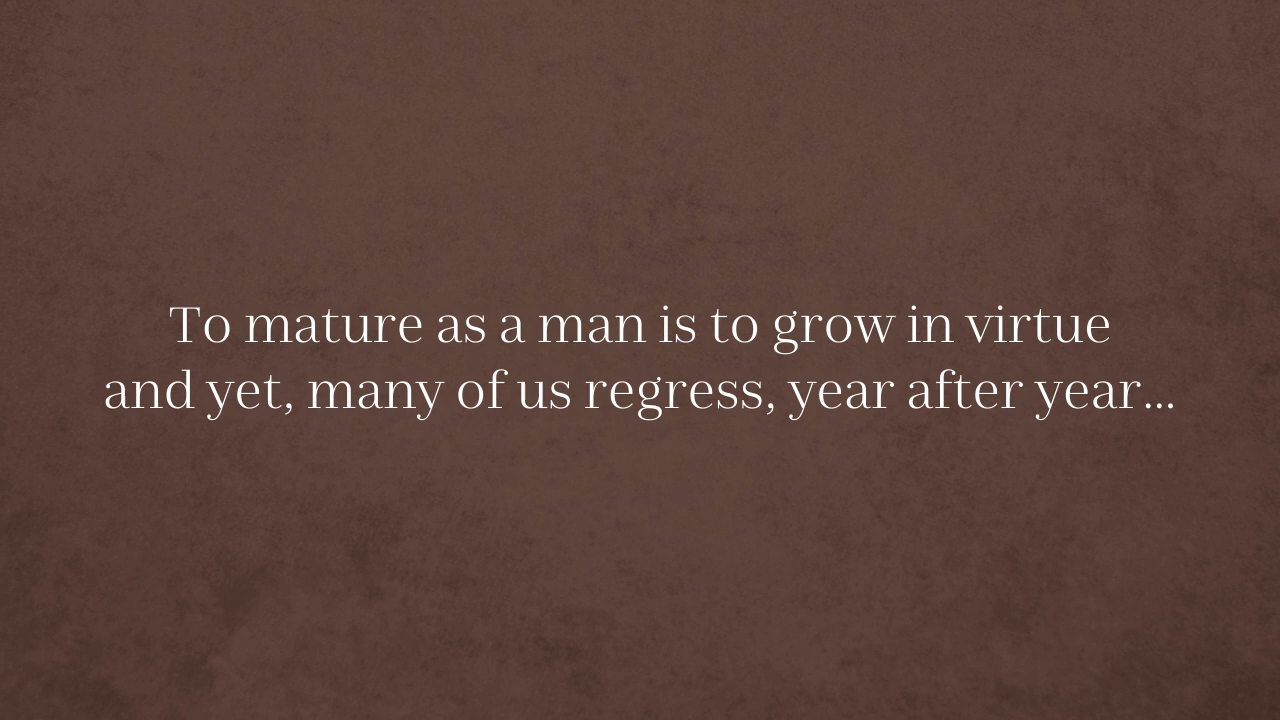 To mature as a man is to grow in virtue
and yet, many of us regress, year after year...